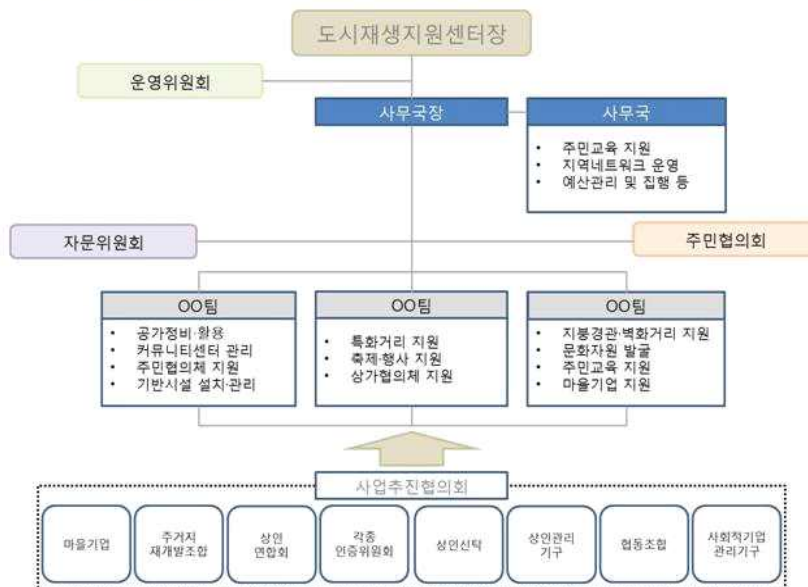 도시재생지원센터장
운영위원회
사무국장
사무국
• 주민교육 지원
• 지역네트워크 운영
• 예산관리 및 집행 등
자문위원회
주민협의회
OO팀
• 공가정비·활용
• 커뮤니티센터 관리
• 주민협의체 지원
• 기반시설 설치·관리
OO팀
• 특화거리 지원
• 축제·행사 지원
• 상가협의체 지원
OO팀
• 지붕경관·벽화거리 지원
• 문화자원 발굴
• 주민교육 지원
• 마을기업 지원
사업추진협의회
마을기업
주거지
재개발조합
상인
연합회
각종
인증위원회
상인신탁
상인관리
기구
협동조합
사회적기업
관리기구